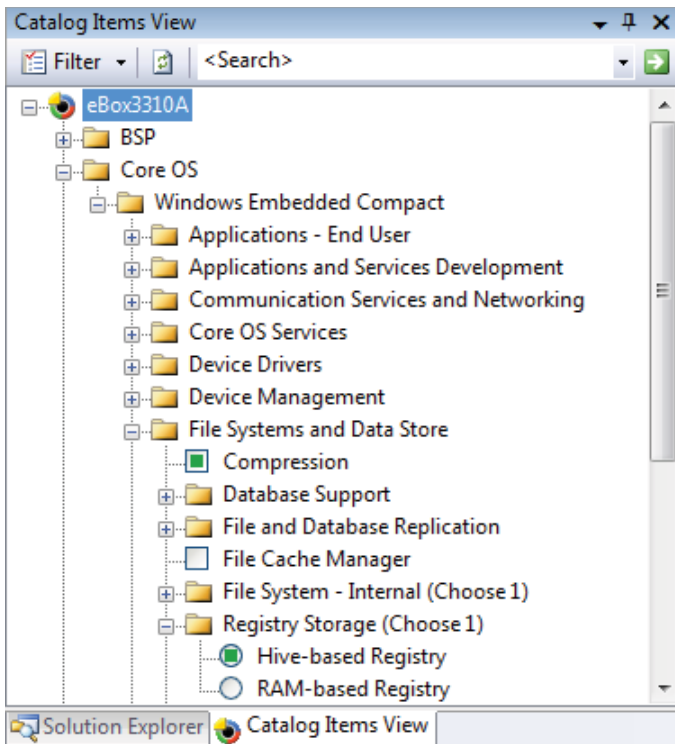 Catalog Items View
Filter <Search>
eBox3310A
BSP
Core OS
Windows Embedded Compact
Applications - End User
Applications and Services Development
Communication Services and Networking
Core OS Services
Device Drivers
Device Management
File Systems and Data Store
Compression
Database Support
File and Database Replication
File Cache Manager
File System - Internal (Choose 1)
Registry Storage (Choose 1)
Hive-based Registry
RAM-based Registry
Solution Explorer Catalog Items View